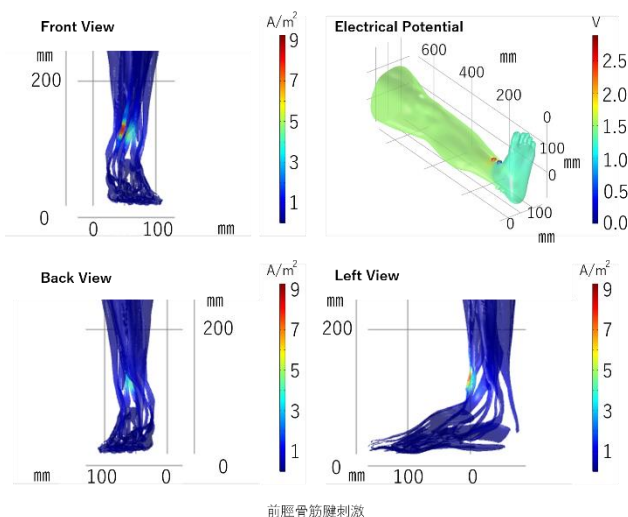 Front View
A/m²
mm
200
0
0
100
mm
9
7
5
3
1
Electrical Potential
V
mm
600
400
200
0
100
0
mm
0
100
mm
2.5
2.0
1.5
1.0
0.5
0.0
Back View
A/m²
mm
200
0
mm
100
0
9
7
5
3
1
Left View
A/m²
mm
200
0
mm
100
0
9
7
5
3
1
前脛骨筋腱刺激